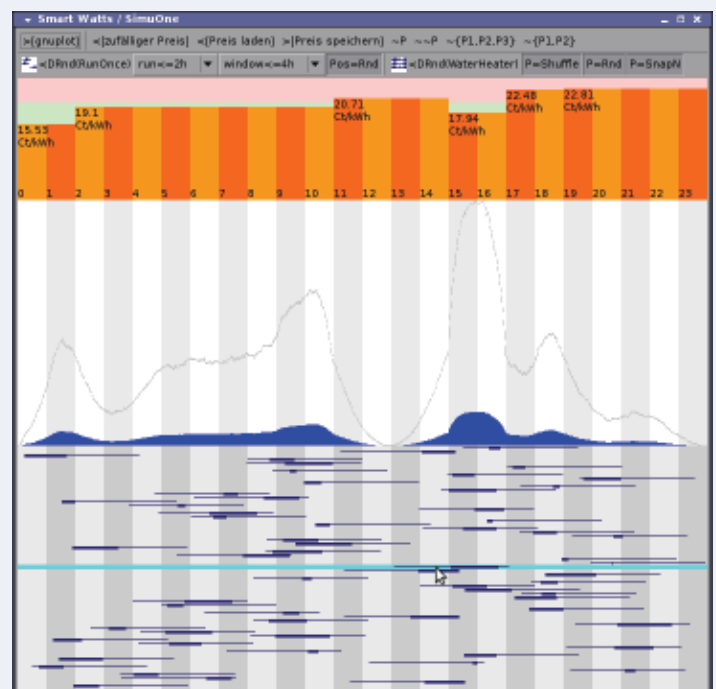 Smart Watts / SimuOne
>{gnuplot} <|zufälliger Preis| <{Preis laden} >|Preis speichern} ~P ~~P ~{P1.P2.P3} ~{P1.P2}
<DRnd(RunOnce) run<=2h window<=4h Pos=Rnd <DRnd(WaterHeater) P=Shuffle P=Rnd P=SnapN
22.48 22.81
Ct/kWh Ct/kWh
20.71
Ct/kWh
19.1
Ct/kWh
17.94
Ct/kWh
15.53
Ct/kWh
0 1 2 3 4 5 6 7 8 9 10 11 12 13 14 15 16 17 18 19 20 21 22 23